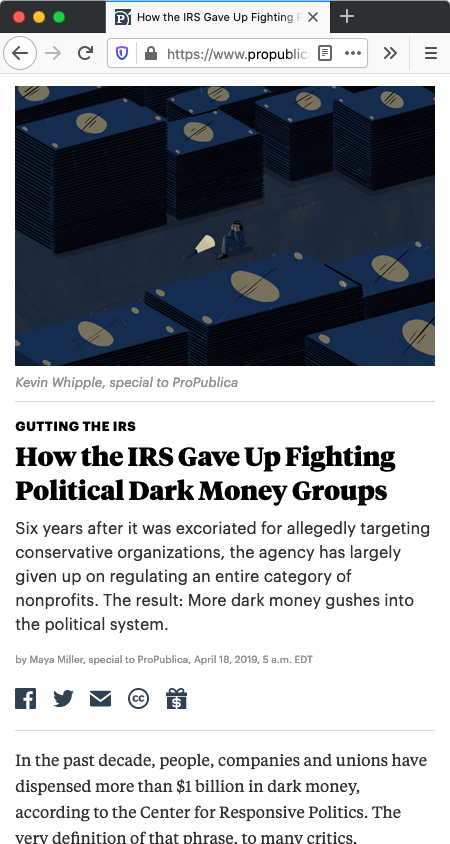 How the IRS Gave Up Fighting P
https://www.propublic
Kevin Whipple, special to ProPublica
GUTTING THE IRS
How the IRS Gave Up Fighting
Political Dark Money Groups
Six years after it was excoriated for allegedly targeting
conservative organizations, the agency has largely
given up on regulating an entire category of
nonprofits. The result: More dark money gushes into
the political system.
by Maya Miller, special to ProPublica, April 18, 2019, 5 a.m. EDT
cc
$
In the past decade, people, companies and unions have
dispensed more than $1 billion in dark money,
according to the Center for Responsive Politics. The
very definition of that phrase, to many critics,